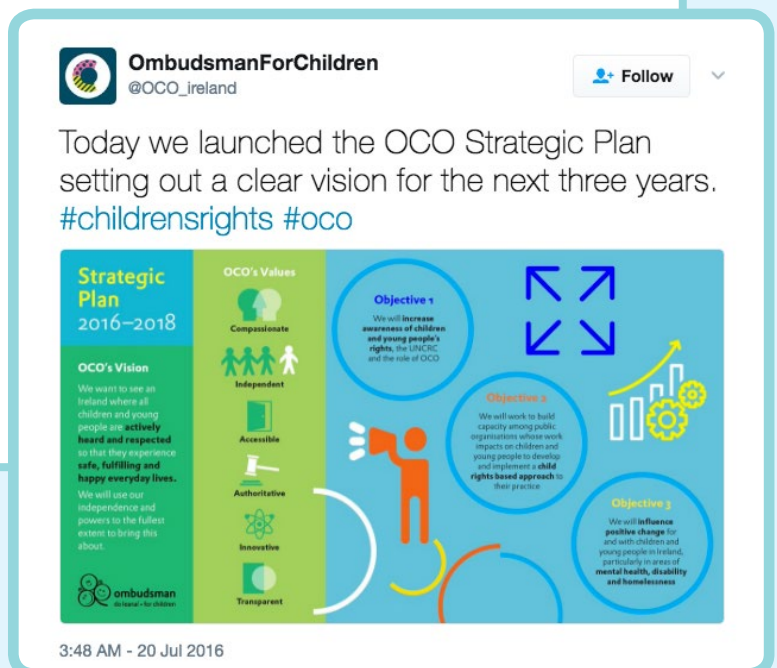 OmbudsmanForChildren
@OCO_ireland
Follow
Today we launched the OCO Strategic Plan
setting out a clear vision for the next three years.
#childrensrights #oco
Strategic
Plan
2016–2018
OCO's Vision
We want to see an
Ireland where all
children and young
people are actively
heard and respected
so that they experience
safe, fulfilling and
happy everyday lives.
We will use our
independence and
powers to the fullest
extent to bring this
about.
ombudsman
do leanaí • for children
OCO's Values
Compassionate
Independent
Accessible
Authoritative
Innovative
Transparent
Objective 1
We will increase
awareness of children
and young people's
rights, the UNCRC
and the role of OCO
Objective 2
We will work to build
capacity among public
organisations whose work
impacts on children and
young people to develop
and implement a child
rights based approach to
their practice
Objective 3
We will influence
positive change for
and with children and
young people in Ireland,
particularly in areas of
mental health, disability
and homelessness
3:48 AM - 20 Jul 2016